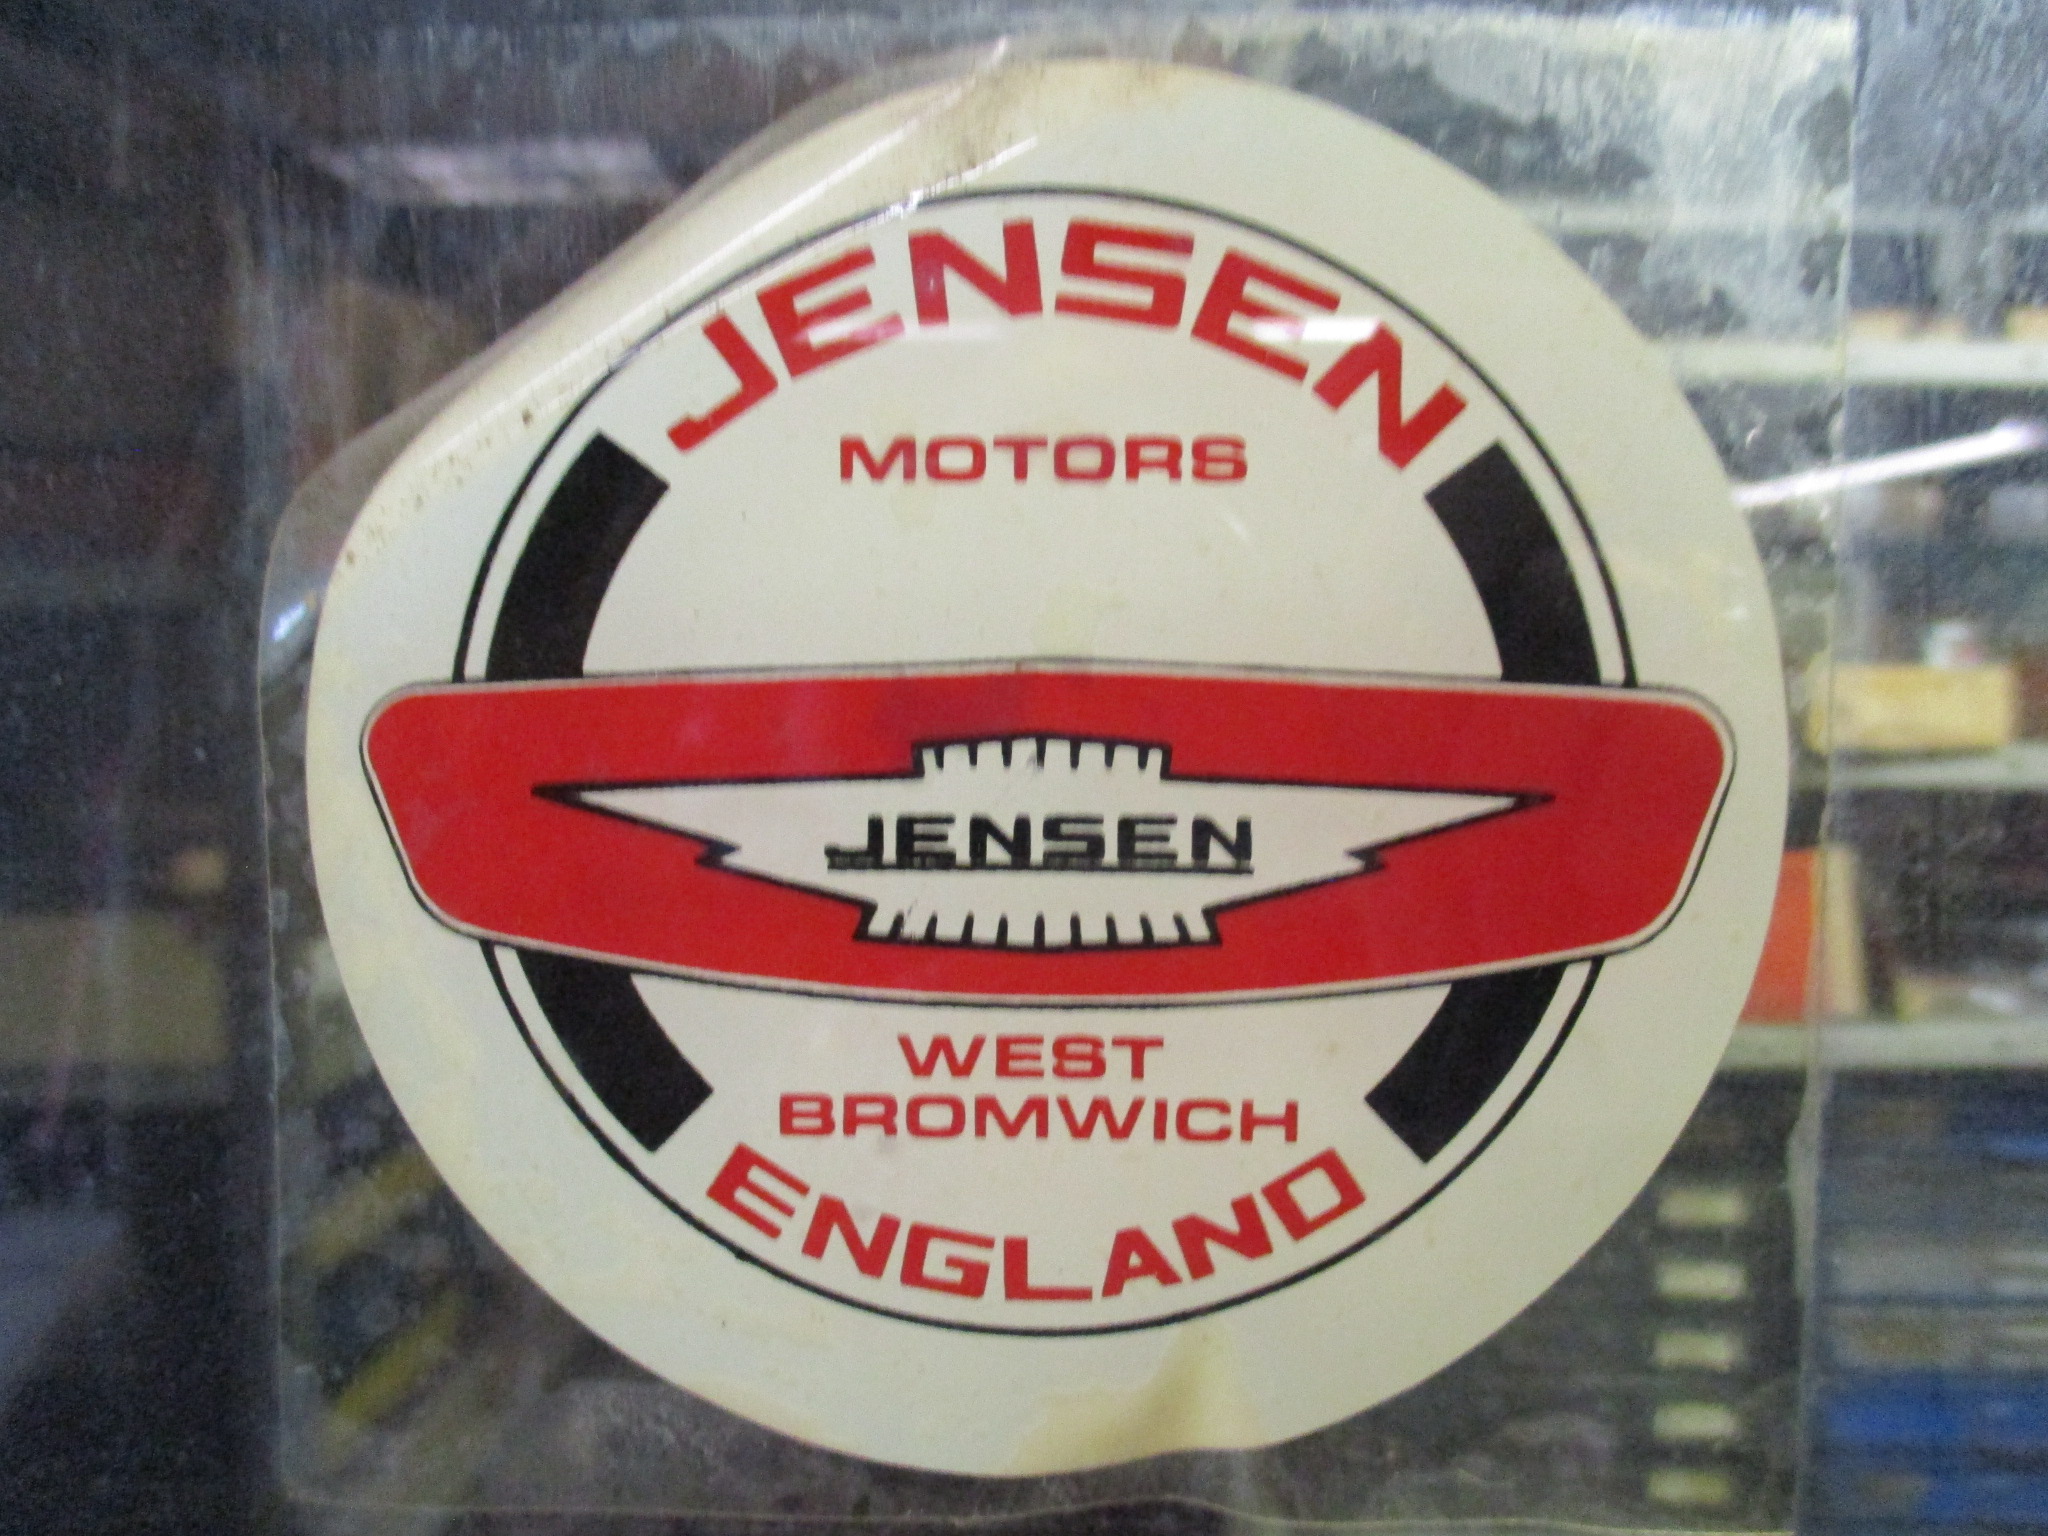 JENSEN
MOTORS
JENSEN
WEST
BROMWICH
ENGLAND